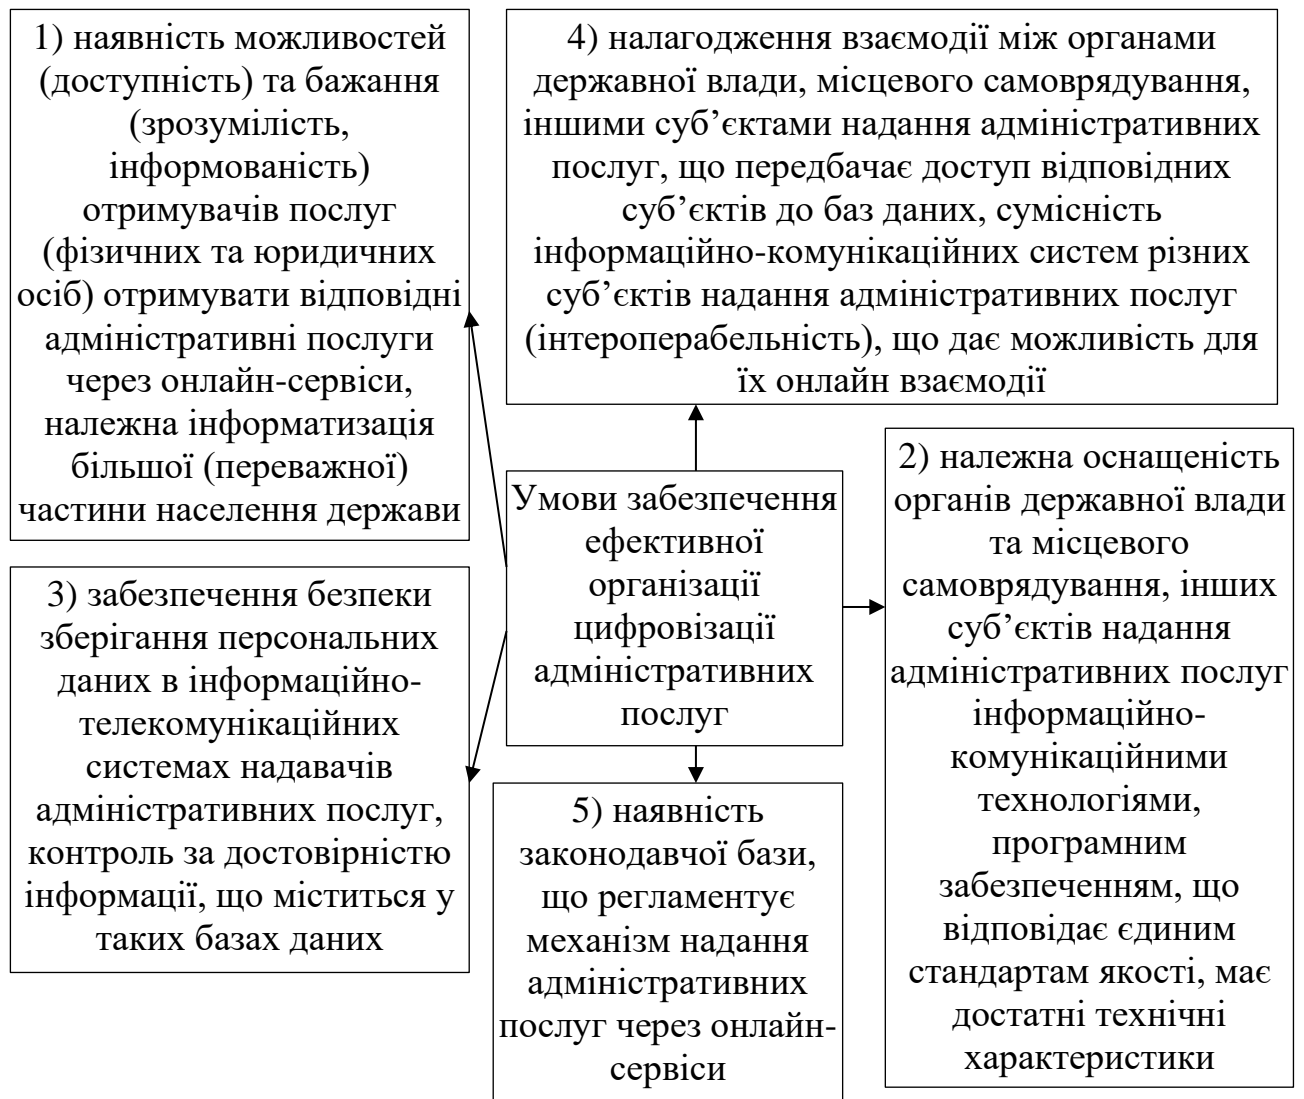 1) наявність можливостей
(доступність) та бажання
(зрозумілість,
інформованість)
отримувачів послуг
(фізичних та юридичних
осіб) отримувати відповідні
адміністративні послуги
через онлайн-сервіси,
належна інформатизація
більшої (переважної)
частини населення держави
4) налагодження взаємодії між органами
державної влади, місцевого самоврядування,
іншими суб’єктами надання адміністративних
послуг, що передбачає доступ відповідних
суб’єктів до баз даних, сумісність
інформаційно-комунікаційних систем різних
суб’єктів надання адміністративних послуг
(інтероперабельність), що дає можливість для
їх онлайн взаємодії
Умови забезпечення
ефективної
організації
цифровізації
адміністративних
послуг
2) належна оснащеність
органів державної влади
та місцевого
самоврядування, інших
суб’єктів надання
адміністративних послуг
інформаційно-
комунікаційними
технологіями,
програмним
забезпеченням, що
відповідає єдиним
стандартам якості, має
достатні технічні
характеристики
3) забезпечення безпеки
зберігання персональних
даних в інформаційно-
телекомунікаційних
системах надавачів
адміністративних послуг,
контроль за достовірністю
інформації, що міститься у
таких базах даних
5) наявність
законодавчої бази,
що регламентує
механізм надання
адміністративних
послуг через онлайн-
сервіси